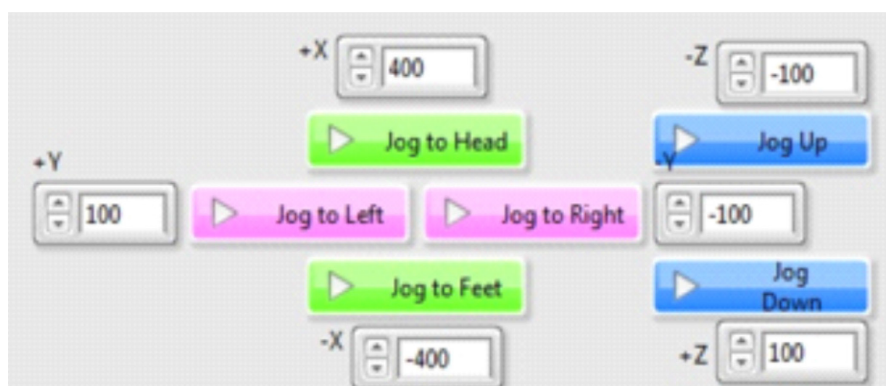 +X
400
-Z
-100
Jog to Head
Jog Up
+Y
100
Jog to Left
Jog to Right
-Y
-100
Jog to Feet
Jog
Down
-X
-400
+Z
100